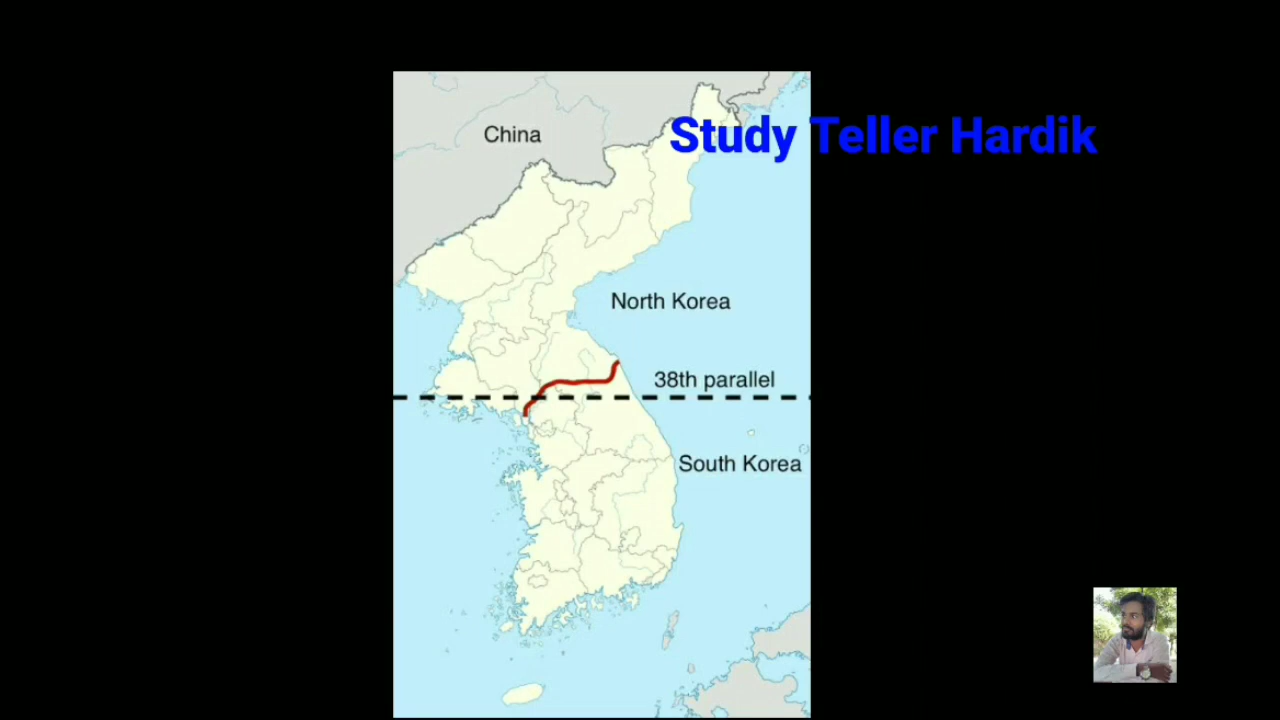 China
Study Teller Hardik
North Korea
38th parallel
South Korea